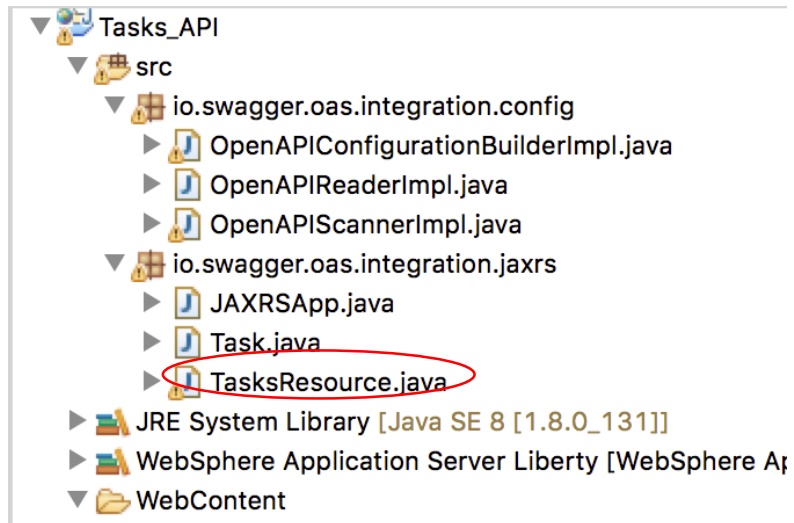 Tasks_API
src
io.swagger.oas.integration.config
OpenAPIConfigurationBuilderImpl.java
OpenAPIReaderImpl.java
OpenAPIScannerImpl.java
io.swagger.oas.integration.jaxrs
JAXRSApp.java
Task.java
TasksResource.java
JRE System Library [Java SE 8 [1.8.0_131]]
WebSphere Application Server Liberty [WebSphere Ap
WebContent